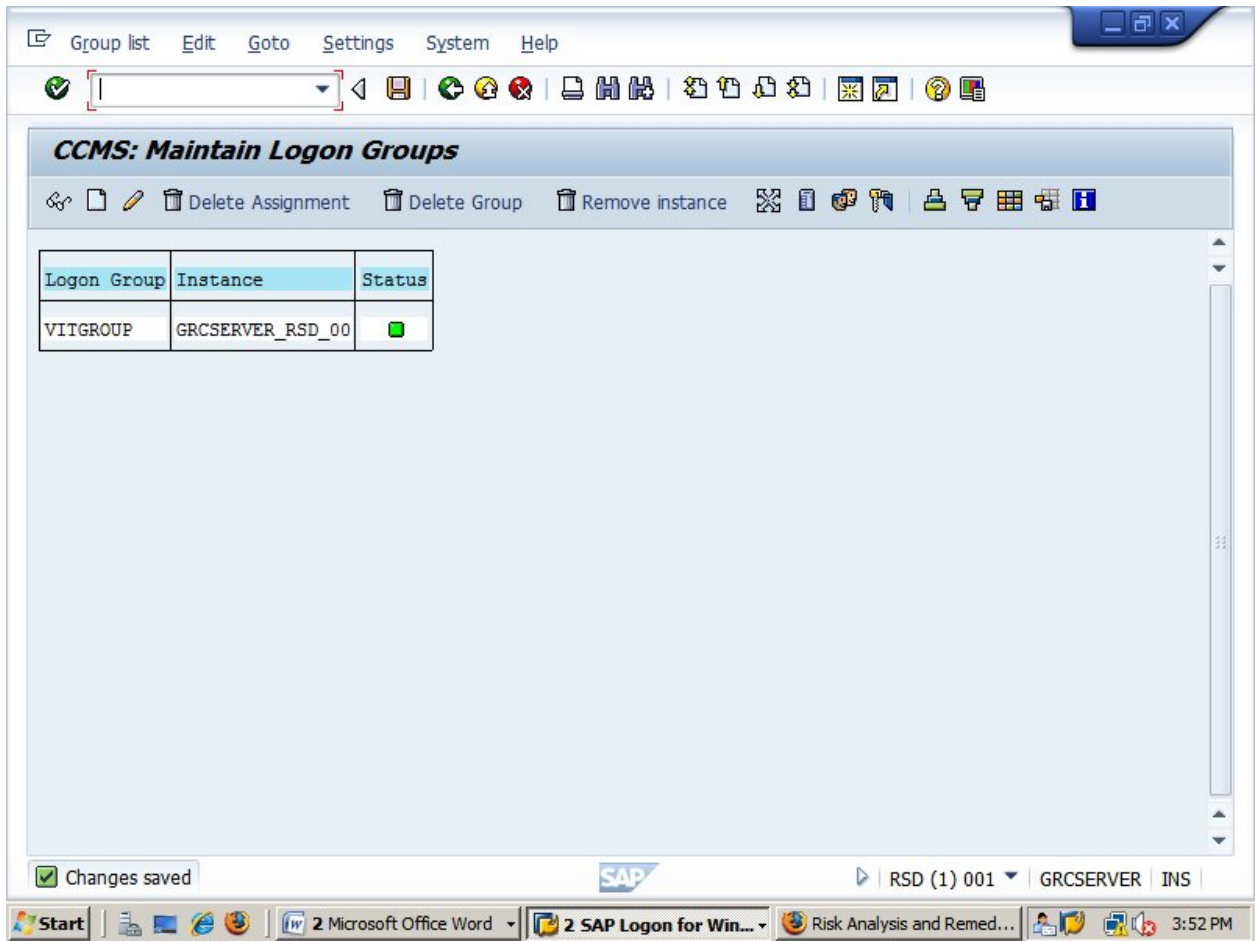 Group list Edit Goto Settings System Help
CCMS: Maintain Logon Groups
Delete Assignment Delete Group Remove instance
Logon Group Instance Status
VITGROUP GRCSERVER_RSD_00
Changes saved SAP RSD (1) 001 GRCSERVER INS
Start 2 Microsoft Office Word 2 SAP Logon for Win... Risk Analysis and Remed... 3:52 PM